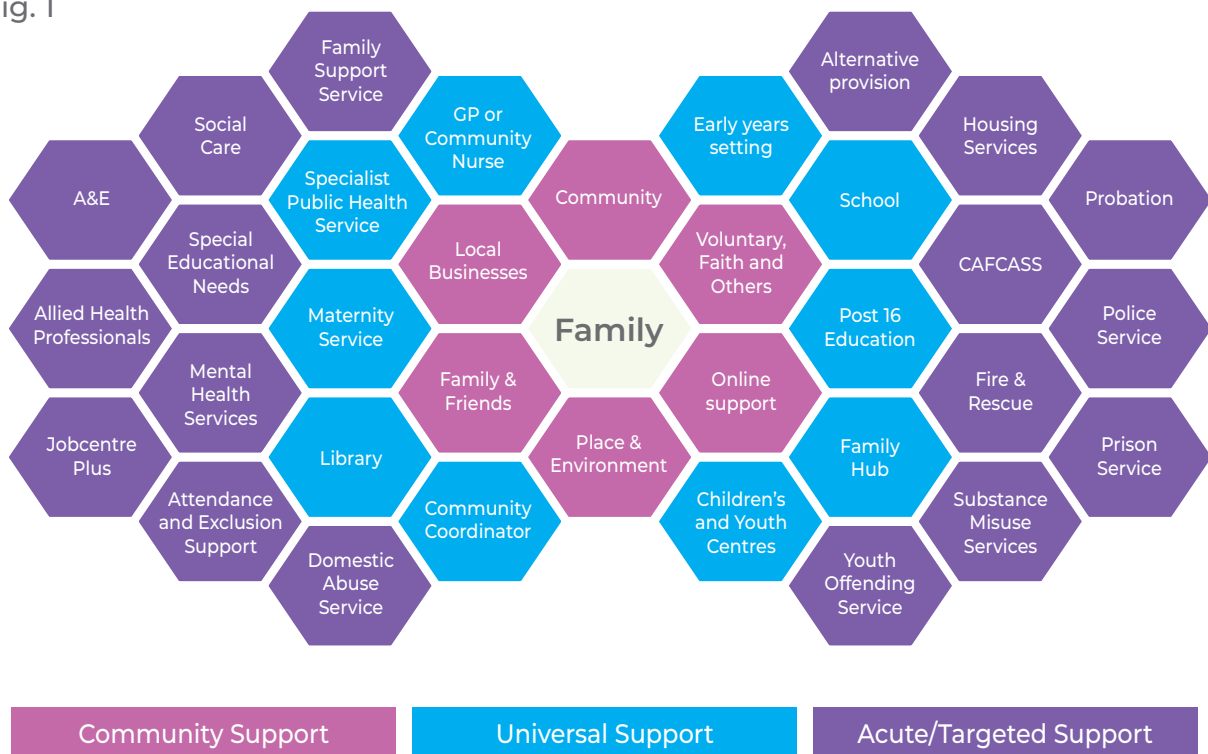 ig. 1
Family
Support
Service
Alternative
provision
Social
Care
GP or
Community
Nurse
Early years
setting
Housing
Services
A&E
Specialist
Public Health
Service
Community
School
Probation
Special
Educational
Needs
Local
Businesses
Voluntary,
Faith and
Others
CAFCASS
Allied Health
Professionals
Maternity
Service
Family
Post 16
Education
Police
Service
Mental
Health
Services
Family &
Friends
Online
support
Fire &
Rescue
Jobcentre
Plus
Library
Place &
Environment
Family
Hub
Prison
Service
Attendance
and Exclusion
Support
Community
Coordinator
Children's
and Youth
Centres
Substance
Misuse
Services
Domestic
Abuse
Service
Youth
Offending
Service
Community Support
Universal Support
Acute/Targeted Support